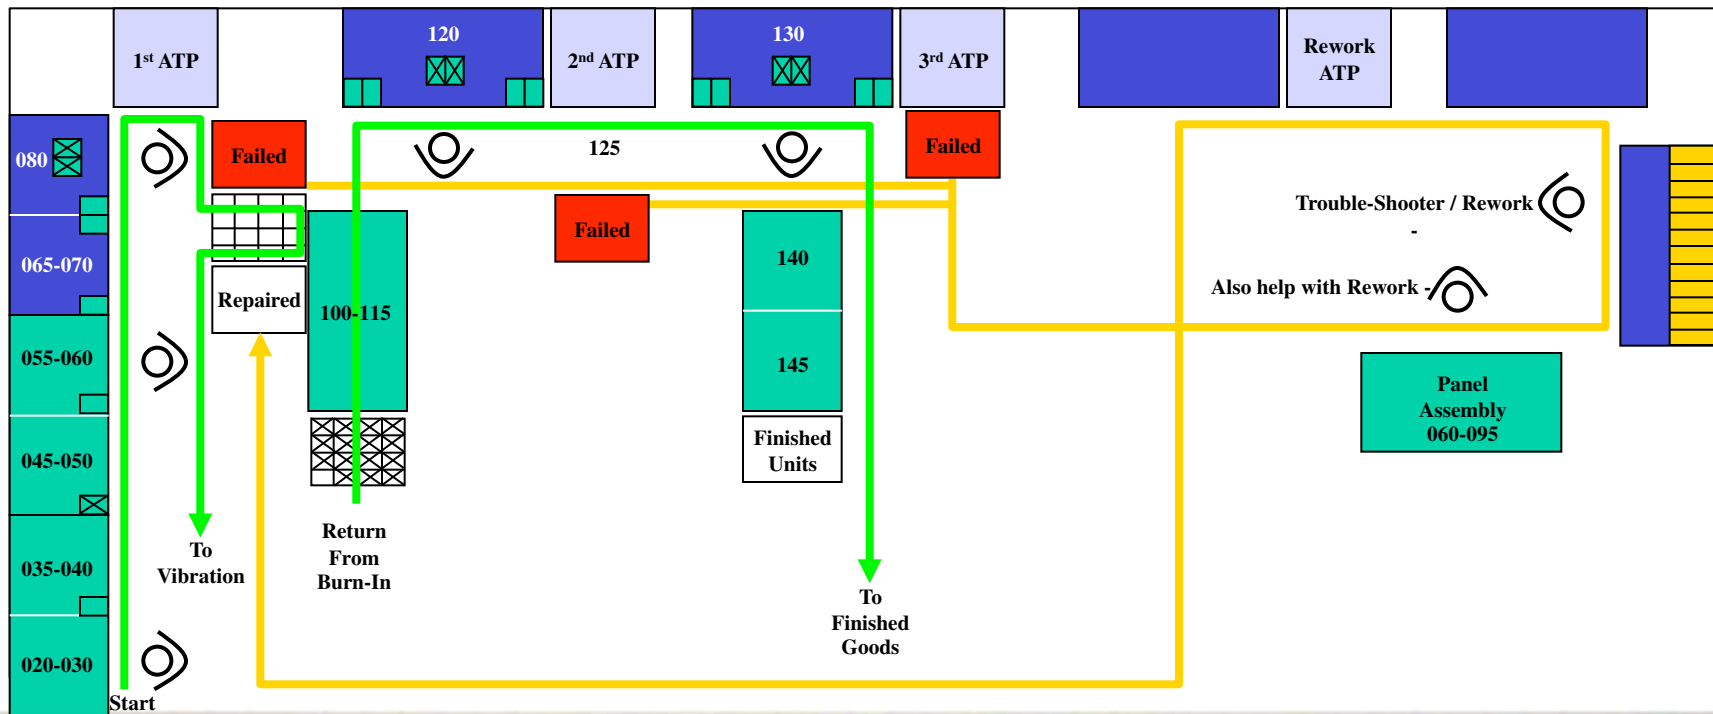 1st ATP
120
2nd ATP
130
3rd ATP
Rework
ATP
080
Failed
125
Failed
065-070
Repaired
Failed
140
Trouble-Shooter / Rework
-
Also help with Rework -
100-115
055-060
145
045-050
Finished
Units
Panel
Assembly
060-095
035-040
To
Vibration
Return
From
Burn-In
To
Finished
Goods
020-030
Start